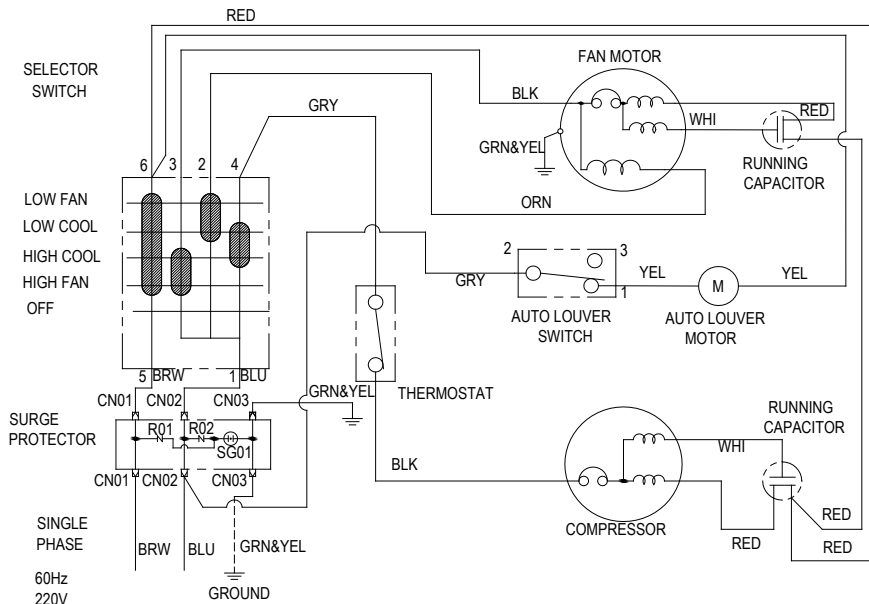 RED
SELECTOR
SWITCH
FAN MOTOR
GRY
BLK
RED
WHI
GRN&YEL
RUNNING
CAPACITOR
6 3 2 4
LOW FAN
LOW COOL
HIGH COOL
HIGH FAN
OFF
ORN
2 3
GRY
1
YEL
M
YEL
AUTO LOUVER
SWITCH
AUTO LOUVER
MOTOR
5 BRW 1 BLU
GRN&YEL
THERMOSTAT
CN01 CN02 CN03
SURGE
PROTECTOR
R01 R02
SG01
CN01 CN02 CN03
RUNNING
CAPACITOR
WHI
BLK
COMPRESSOR
RED
RED
RED
SINGLE
PHASE
BRW BLU GRN&YEL
60Hz
220V
GROUND